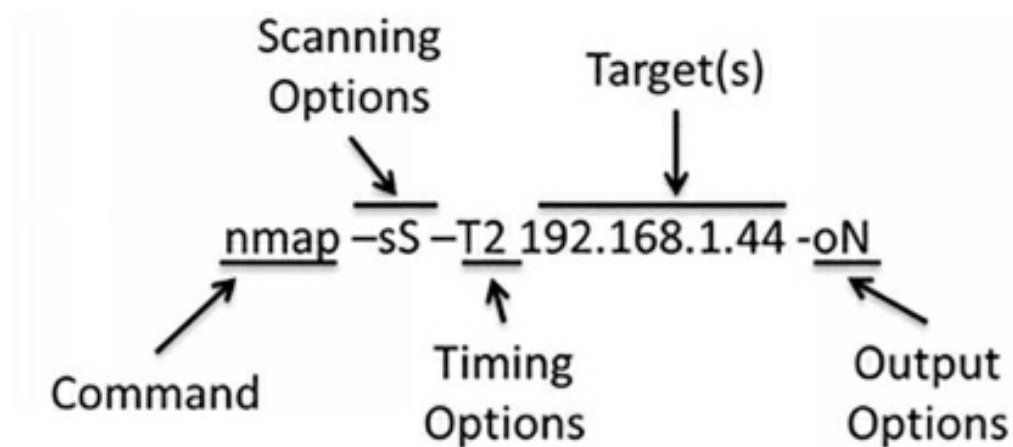 Scanning
Options
Target(s)
nmap –sS –T2 192.168.1.44 -oN
Command
Timing
Options
Output
Options